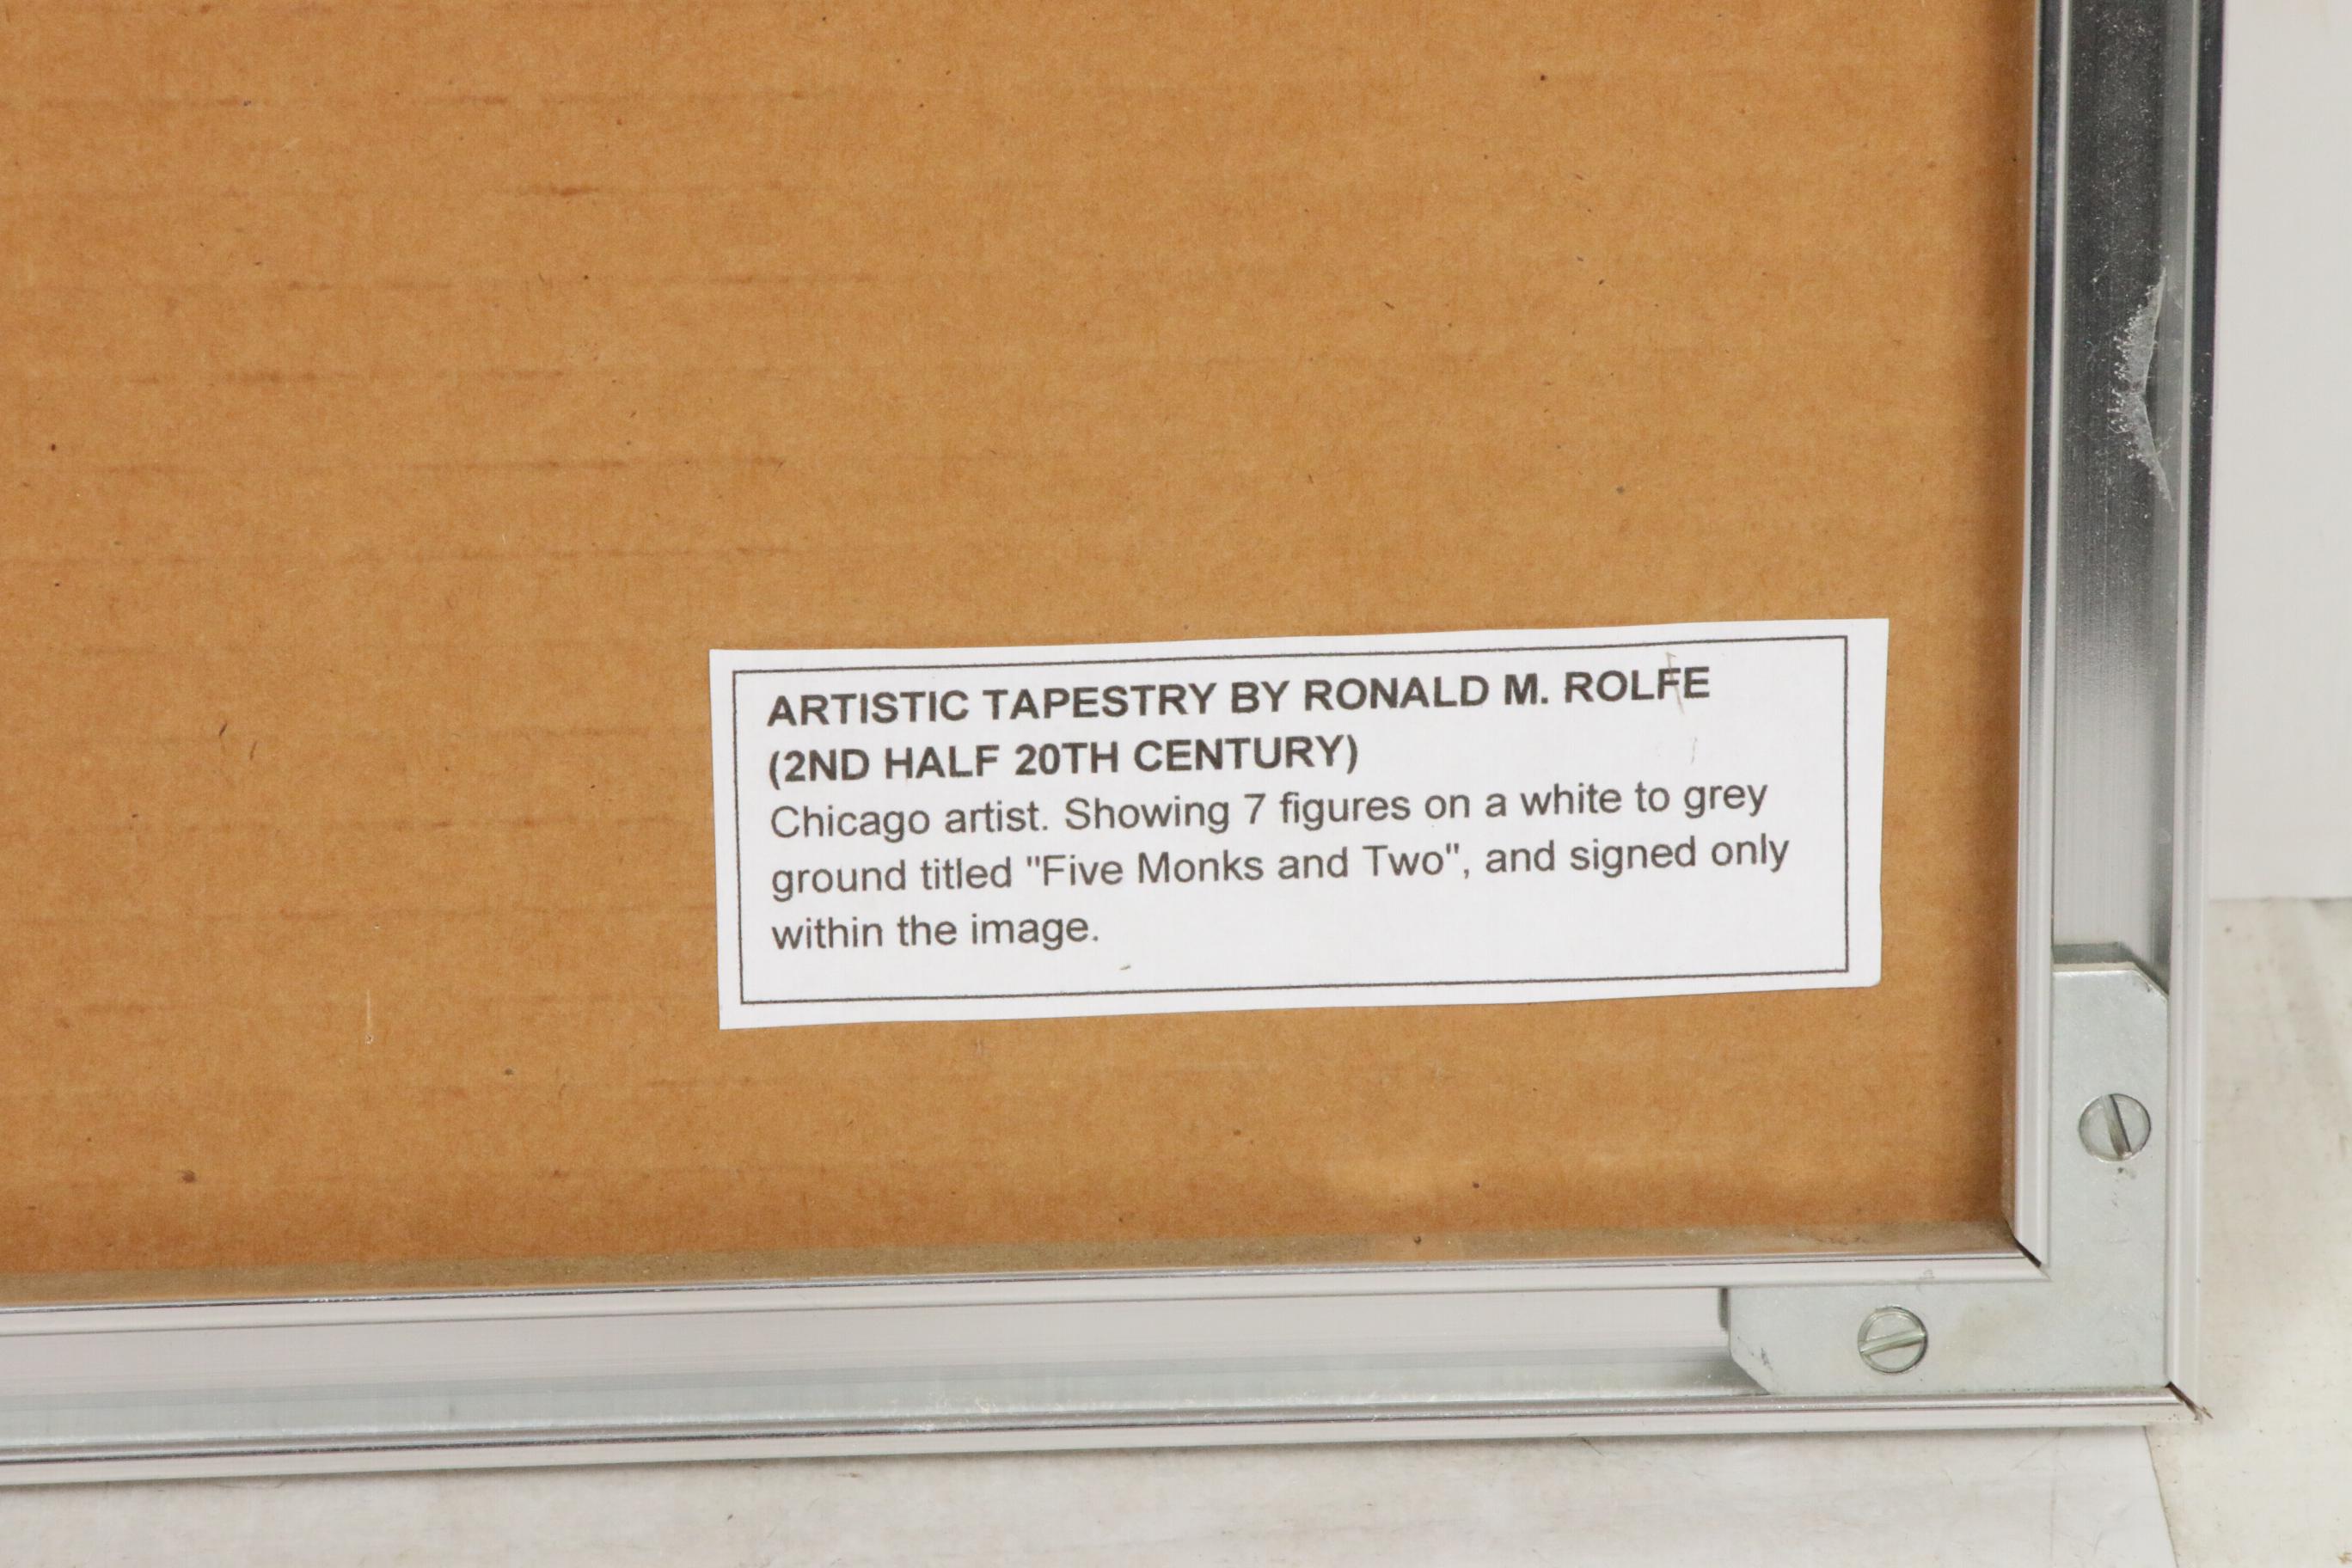 ARTISTIC TAPESTRY BY RONALD M. ROLFE
(2ND HALF 20TH CENTURY)
Chicago artist. Showing 7 figures on a white to grey
ground titled "Five Monks and Two", and signed only
within the image.